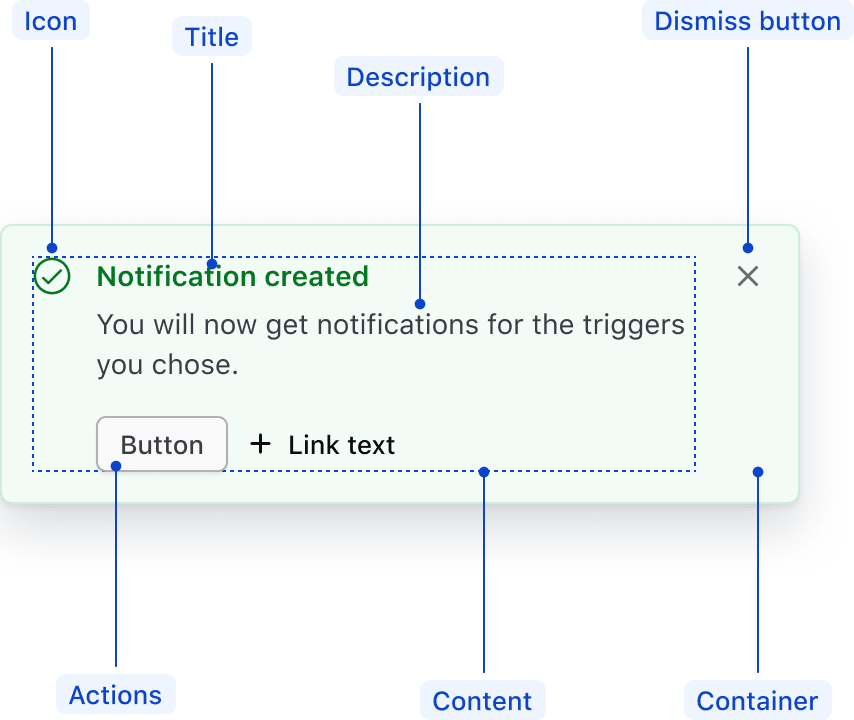 Icon
Title
Dismiss button
Description
Notification created
You will now get notifications for the triggers
you chose.
Button
Link text
Actions
Content
Container